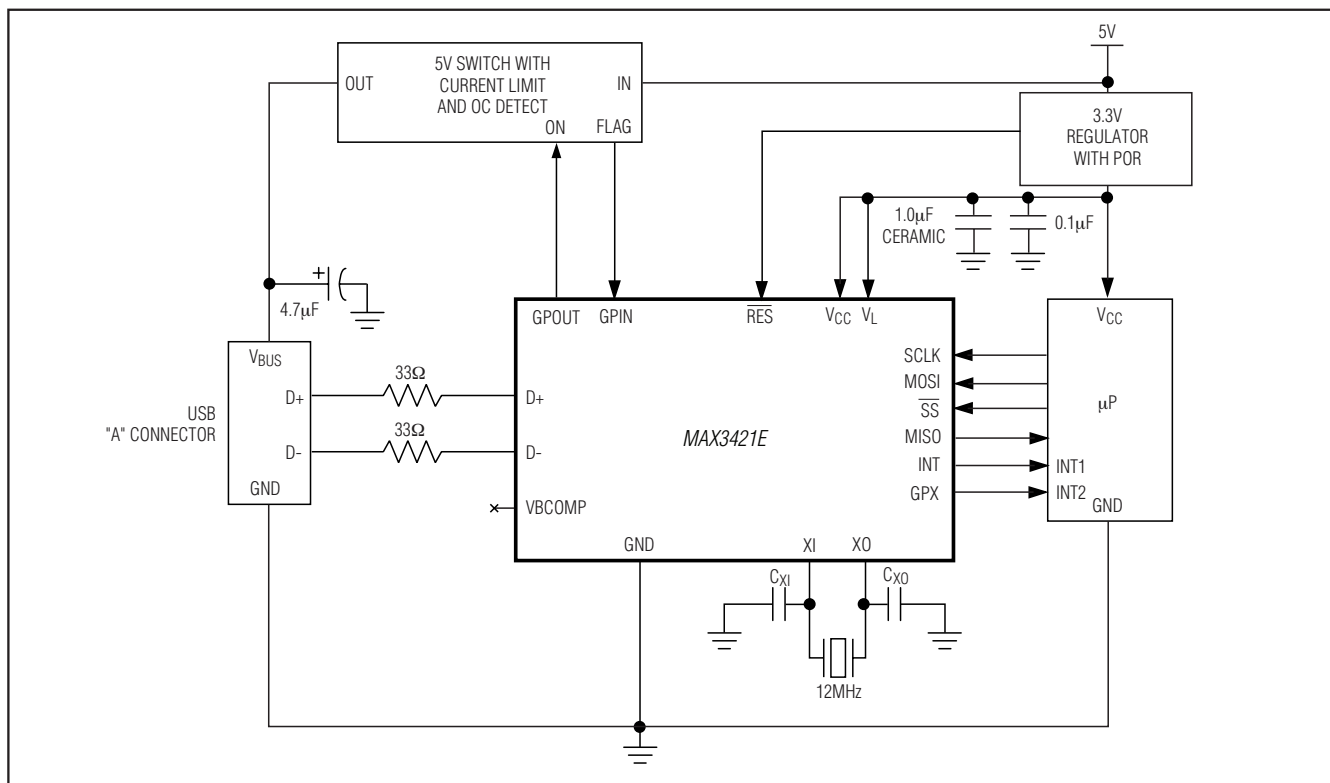 5V
5V SWITCH WITH
CURRENT LIMIT
AND OC DETECT
OUT
IN
ON
FLAG
3.3V
REGULATOR
WITH POR
1.0µF
CERAMIC
0.1µF
+
4.7µF
GPOUT
GPIN
RES
VCC
VL
VCC
VBUS
D+
D-
GND
USB
"A" CONNECTOR
33Ω
33Ω
D+
D-
VBCOMP
MAX3421E
SCLK
MOSI
SS
MISO
INT
GPX
µP
INT1
INT2
GND
GND
XI
XO
CXI
CXO
12MHz